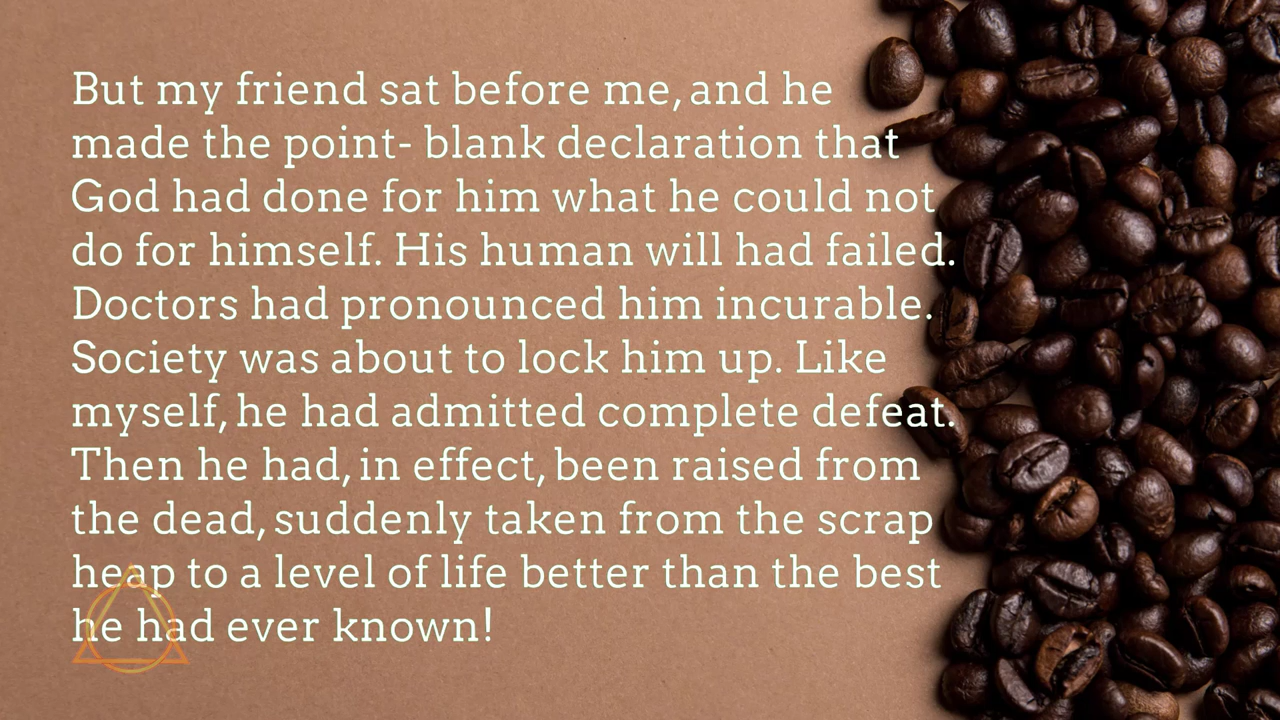 But my friend sat before me, and he
made the point- blank declaration that
God had done for him what he could not
do for himself. His human will had failed.
Doctors had pronounced him incurable.
Society was about to lock him up. Like
myself, he had admitted complete defeat.
Then he had, in effect, been raised from
the dead, suddenly taken from the scrap
heap to a level of life better than the best
he had ever known!